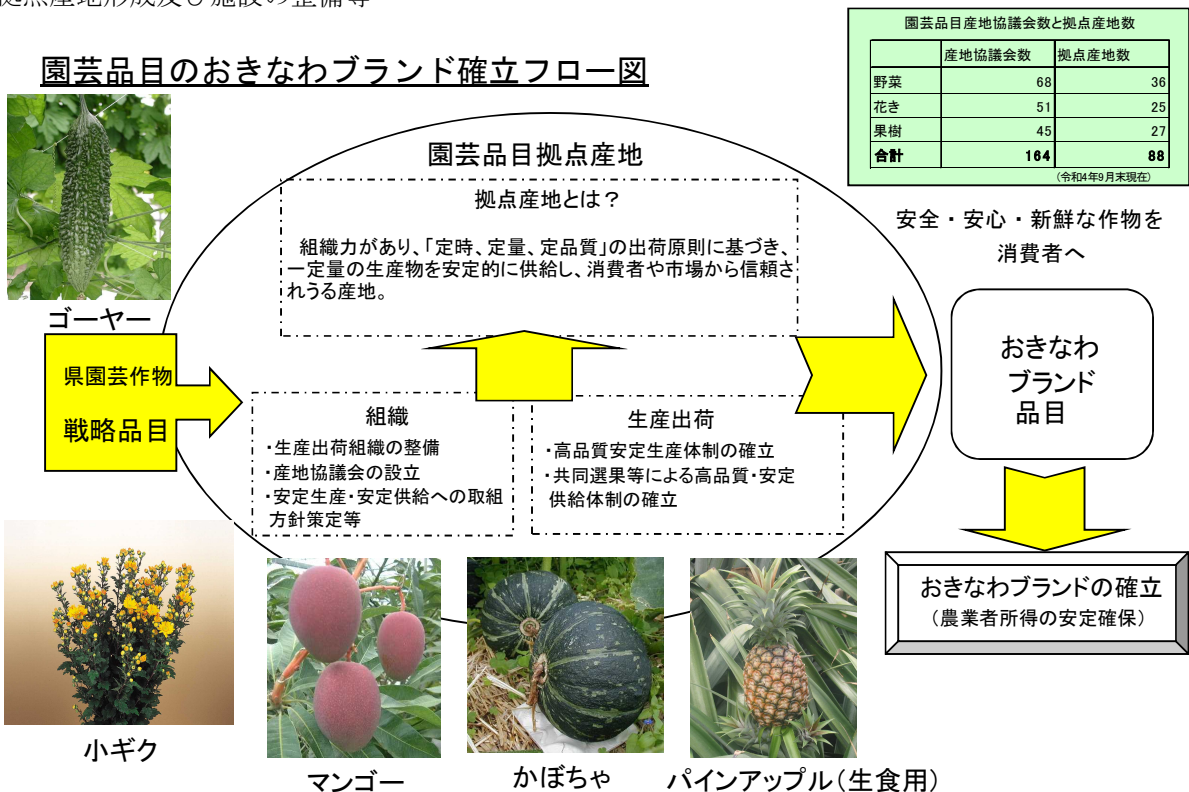 拠点産地形成及び施設の整備等
園芸品目産地協議会数と拠点産地数
産地協議会数 拠点産地数
野菜 68 36
花き 51 25
果樹 45 27
合計 164 88
(令和4年9月末現在)
園芸品目のおきなわブランド確立フロー図
ゴーヤー
園芸品目拠点産地
拠点産地とは?
組織力があり、「定時、定量、定品質」の出荷原則に基づき、
一定量の生産物を安定的に供給し、消費者や市場から信頼さ
れうる産地。
安全・安心・新鮮な作物を
消費者へ
県園芸作物
戦略品目
組織
・生産出荷組織の整備
・産地協議会の設立
・安定生産・安定供給への取組
方針策定等
生産出荷
・高品質安定生産体制の確立
・共同選果等による高品質・安定
供給体制の確立
おきなわ
ブランド
品目
おきなわブランドの確立
(農業者所得の安定確保)
小ギク
マンゴー
かぼちゃ
パインアップル(生食用)